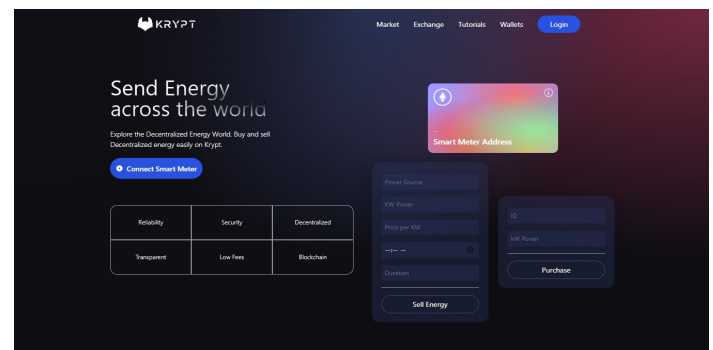 KRYPT
Market Exchange Tutorials Wallets Login
Send Energy
across the world
Explore the Decentralized Energy World. Buy and sell
Decentralized energy easily on Krypt.
Connect Smart Meter
Reliability Security Decentralized
Transparent Low Fees Blockchain
...
Smart Meter Address
Power Source
KW Power
Price per KW
--:-- --
Duration
Sell Energy
ID
kW Power
Purchase